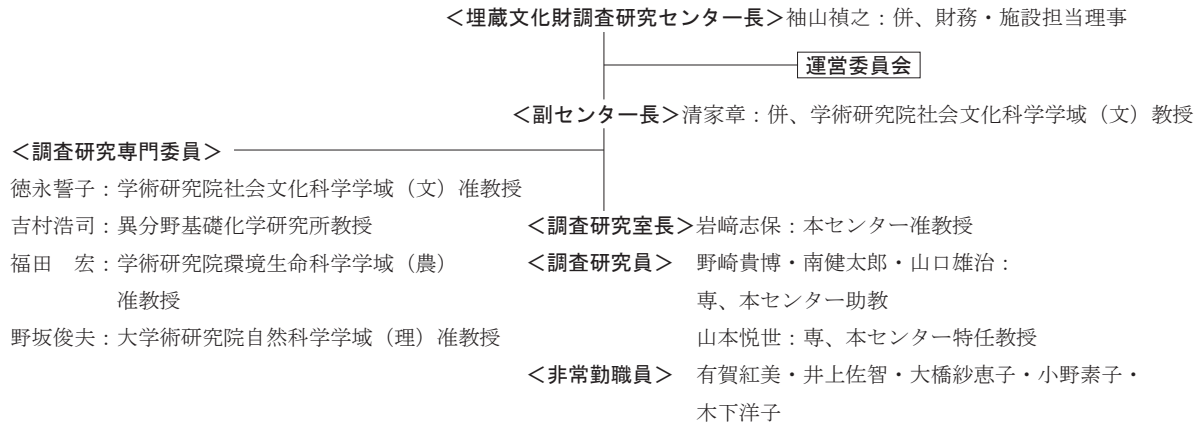 ＜埋蔵文化財調査研究センター長＞袖山禎之：併、財務・施設担当理事
運営委員会
＜副センター長＞清家章：併、学術研究院社会文化科学学域（文）教授
＜調査研究専門委員＞
徳永誓子：学術研究院社会文化科学学域（文）准教授
吉村浩司：異分野基礎化学研究所教授
福田　宏：学術研究院環境生命科学学域（農）
准教授
野坂俊夫：大学術研究院自然科学学域（理）准教授
＜調査研究室長＞岩﨑志保：本センター准教授
＜調査研究員＞　野崎貴博・南健太郎・山口雄治：
専、本センター助教
山本悦世：専、本センター特任教授
＜非常勤職員＞　有賀紅美・井上佐智・大橋紗恵子・小野素子・
木下洋子